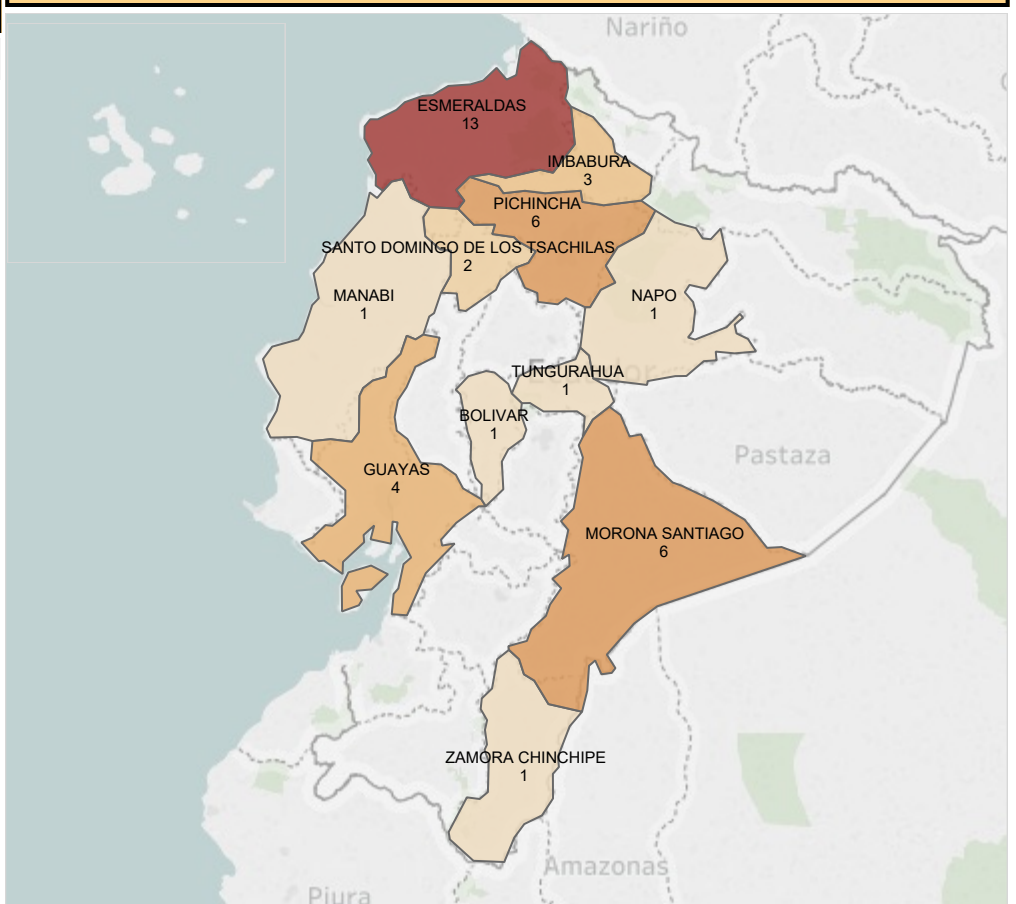 Nariño
ESMERALDAS
13
IMBABURA
3
PICHINCHA
6
SANTO DOMINGO DE LOS TSACHILAS
2
MANABI
1
NAPO
1
Ecuador
TUNGURAHUA
1
BOLIVAR
1
Pastaza
GUAYAS
4
MORONA SANTIAGO
6
ZAMORA CHINCHIPE
1
Amazonas
Piura